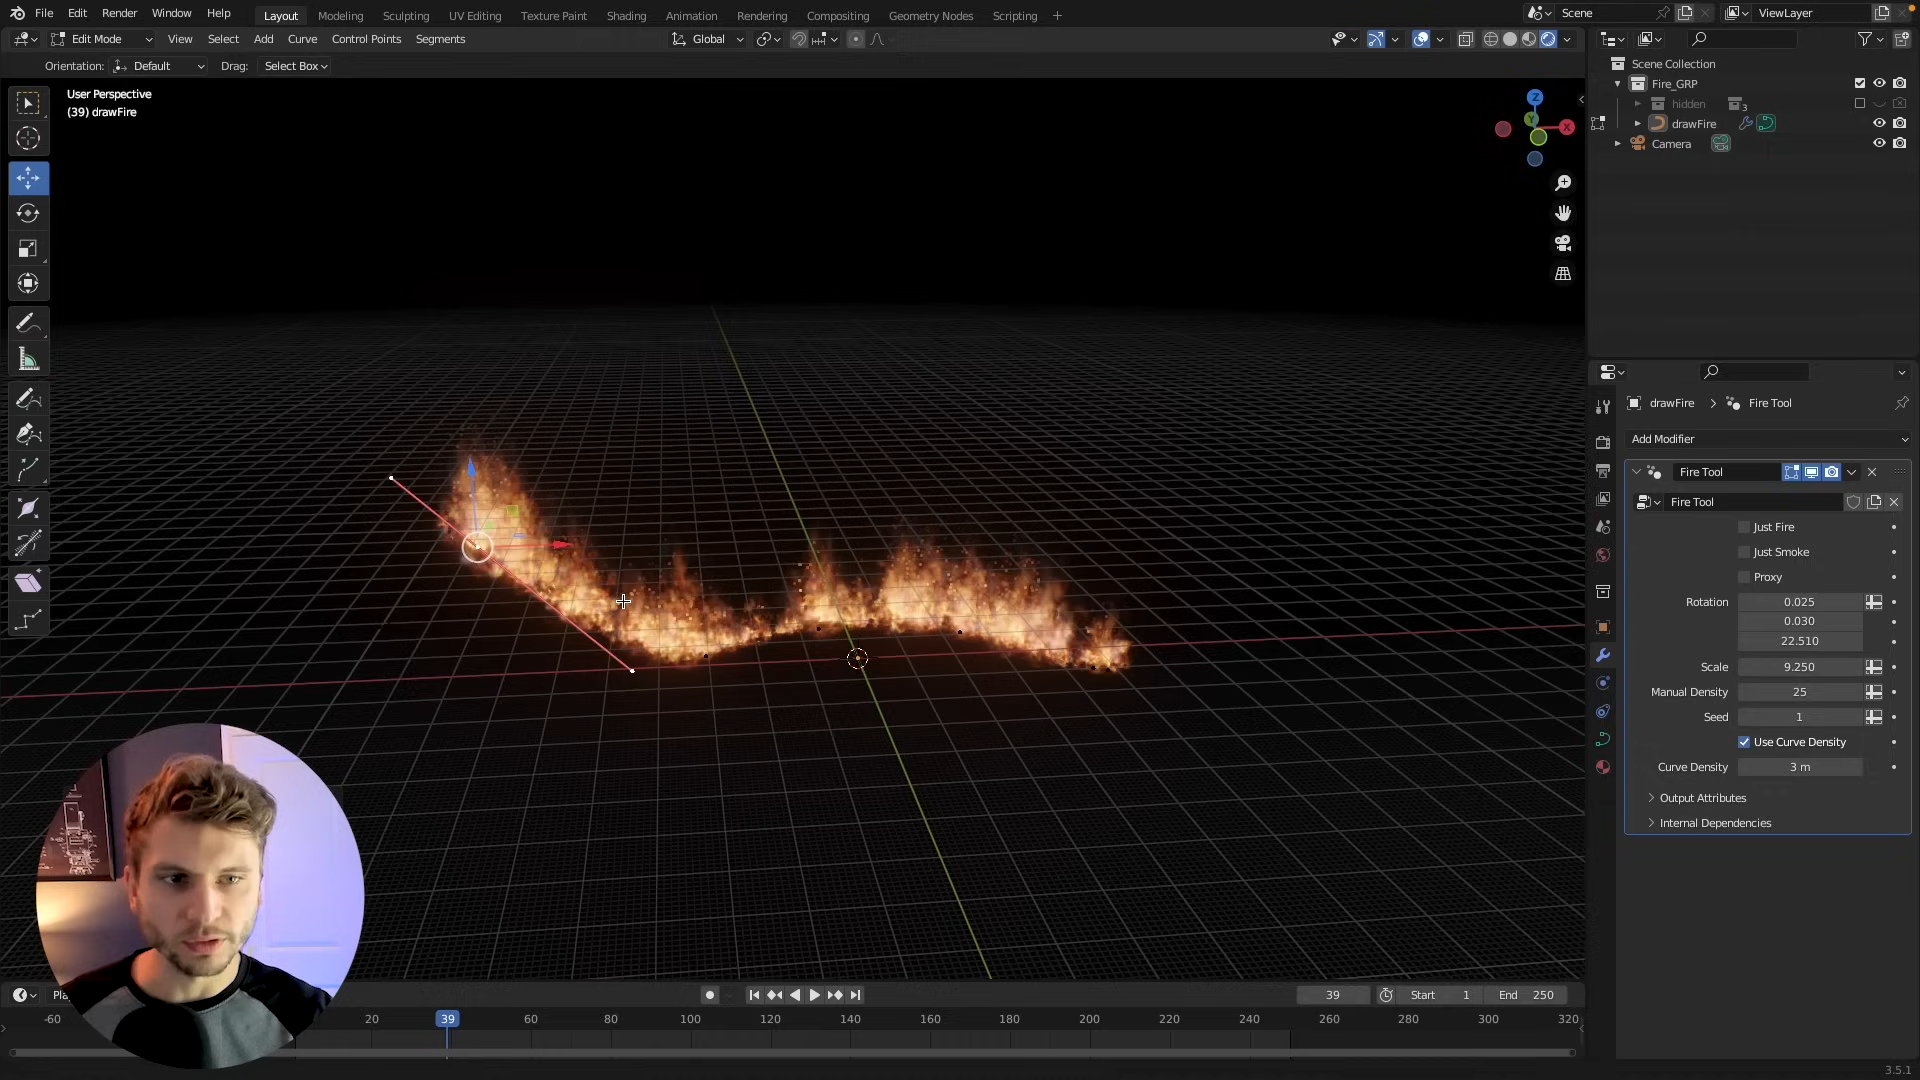 File Edit Render Window Help
Layout Modeling Sculpting UV Editing Texture Paint Shading Animation Rendering Compositing Geometry Nodes Scripting +
Scene
ViewLayer
Edit Mode View Select Add Curve Control Points Segments
Global
Orientation: Default Drag: Select Box
User Perspective
(39) drawFire
Z
Y
X
Scene Collection
Fire_GRP
hidden 3
drawFire
Camera
drawFire > Fire Tool
Add Modifier
Fire Tool
Fire Tool
Just Fire
Just Smoke
Proxy
Rotation 0.025
0.030
22.510
Scale 9.250
Manual Density 25
Seed 1
Use Curve Density
Curve Density 3 m
Output Attributes
Internal Dependencies
39 Start 1 End 250
-60 20 39 60 80 100 120 140 160 180 200 220 240 260 280 300 320
3.5.1